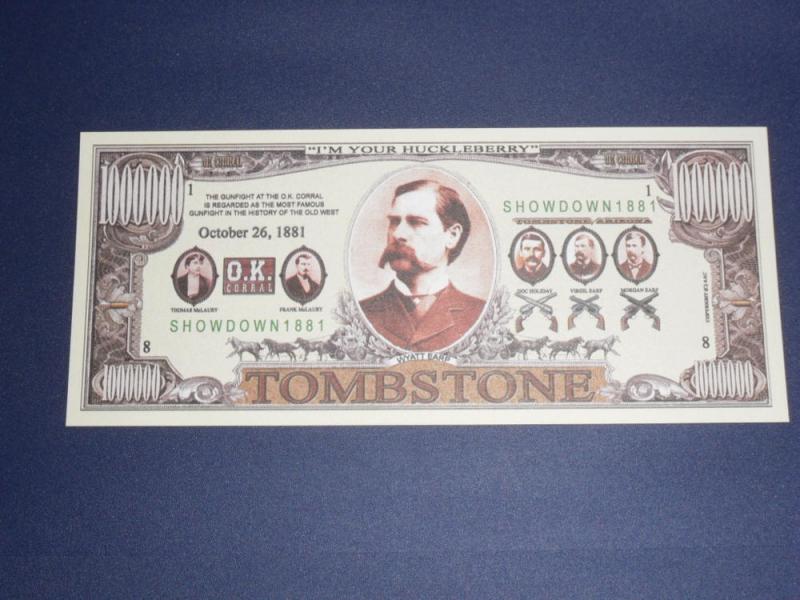 "I'M YOUR HUCKLEBERRY"
1000000
OK CORRAL
OK CORRAL
1000000
1
THE GUNFIGHT AT THE O.K. CORRAL
IS REGARDED AS THE MOST FAMOUS
GUNFIGHT IN THE HISTORY OF THE OLD WEST
October 26, 1881
O.K.
CORRAL
THOMAS McLAURY
FRANK McLAURY
SHOWDOWN1881
8
1
SHOWDOWN1881
TOMBSTONE, ARIZONA
DOC HOLIDAY
VIRGIL EARP
MORGAN EARP
8
WYATT EARP
1000000
TOMBSTONE
1000000